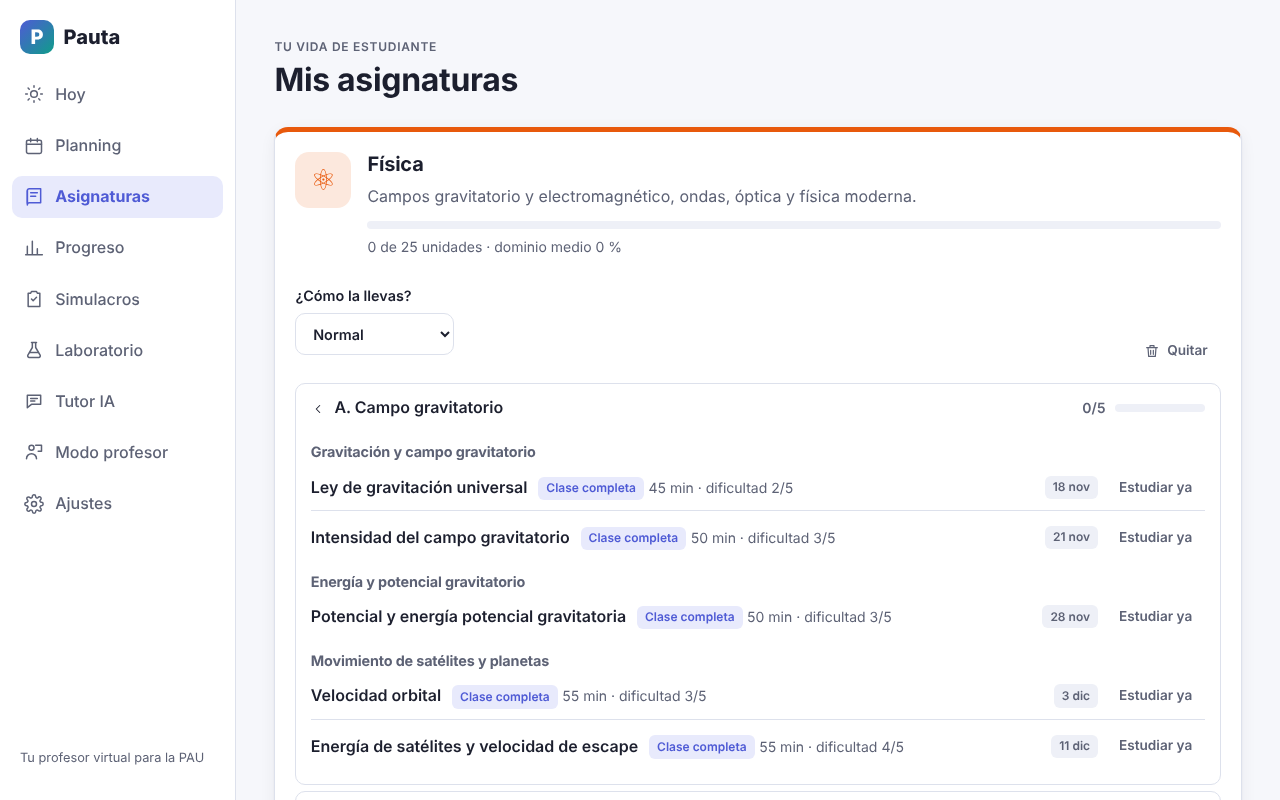 P Pauta
Hoy
Planning
Asignaturas
Progreso
Simulacros
Laboratorio
Tutor IA
Modo profesor
Ajustes
Tu profesor virtual para la PAU
TU VIDA DE ESTUDIANTE
Mis asignaturas
Física
Campos gravitatorio y electromagnético, ondas, óptica y física moderna.
0 de 25 unidades · dominio medio 0 %
¿Cómo la llevas?
Normal
Quitar
A. Campo gravitatorio 0/5
Gravitación y campo gravitatorio
Ley de gravitación universal Clase completa 45 min · dificultad 2/5 18 nov Estudiar ya
Intensidad del campo gravitatorio Clase completa 50 min · dificultad 3/5 21 nov Estudiar ya
Energía y potencial gravitatorio
Potencial y energía potencial gravitatoria Clase completa 50 min · dificultad 3/5 28 nov Estudiar ya
Movimiento de satélites y planetas
Velocidad orbital Clase completa 55 min · dificultad 3/5 3 dic Estudiar ya
Energía de satélites y velocidad de escape Clase completa 55 min · dificultad 4/5 11 dic Estudiar ya